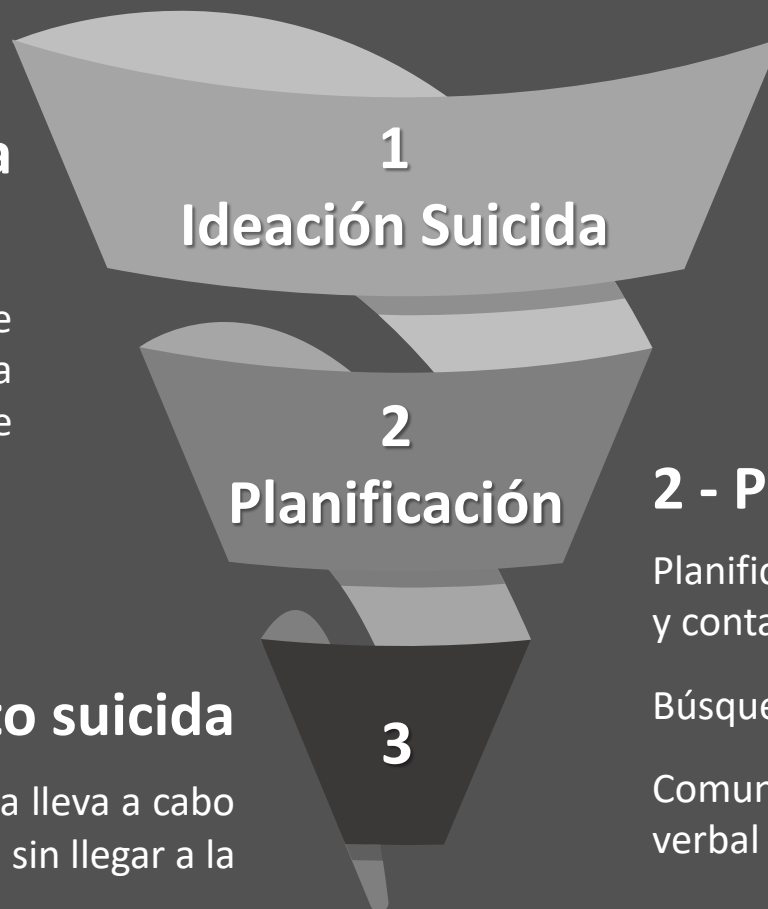 1
Ideación Suicida
a
e
a
e
2
Planificación
2 - P
Planific
y conta
Búsque
Comun
verbal
to suicida
a lleva a cabo
sin llegar a la
3